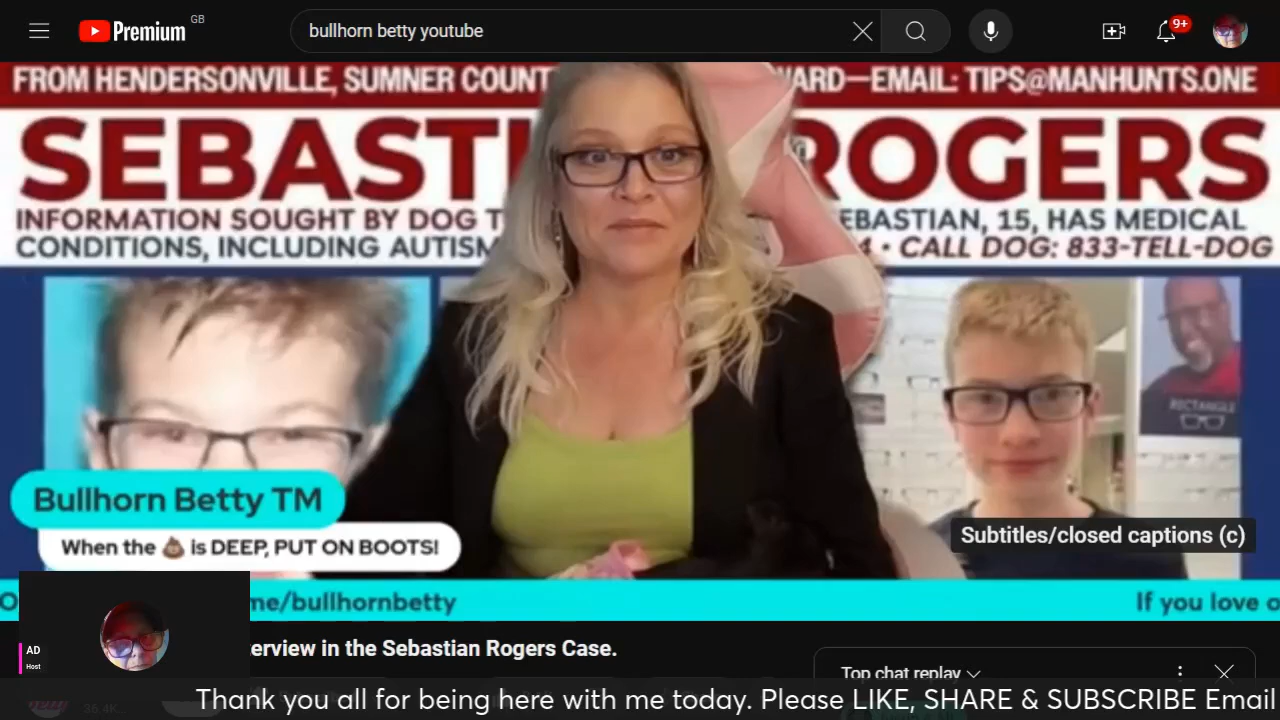 Premium GB
bullhorn betty youtube
9+
FROM HENDERSONVILLE, SUMNER COUNT
WARD—EMAIL: TIPS@MANHUNTS.ONE
SEBASTI ROGERS
INFORMATION SOUGHT BY DOG T
EBASTIAN, 15, HAS MEDICAL
CONDITIONS, INCLUDING AUTISM
4 • CALL DOG: 833-TELL-DOG
RECTANGLE
Bullhorn Betty TM
When the 💩 is DEEP, PUT ON BOOTS!
Subtitles/closed captions (c)
me/bullhornbetty
If you love o
AD
Host
erview in the Sebastian Rogers Case.
Top chat replay
36.4K
Thank you all for being here with me today. Please LIKE, SHARE & SUBSCRIBE Email